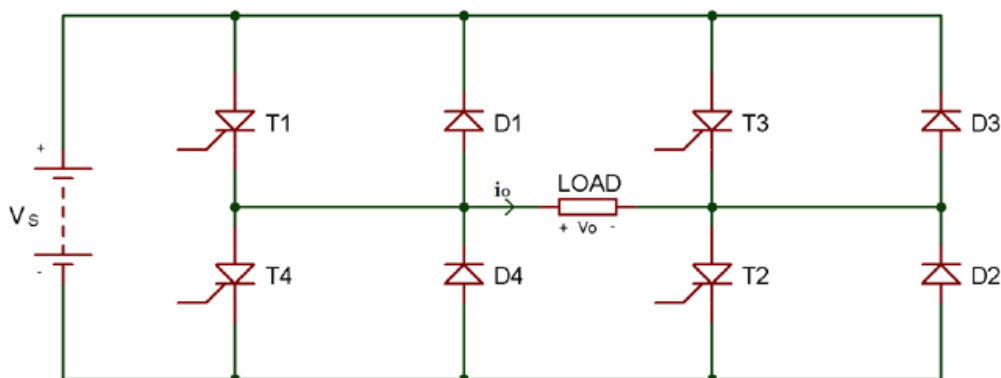 T1
D1
T3
D3
+
LOAD
io
Vs
+ Vo -
-
T4
D4
T2
D2